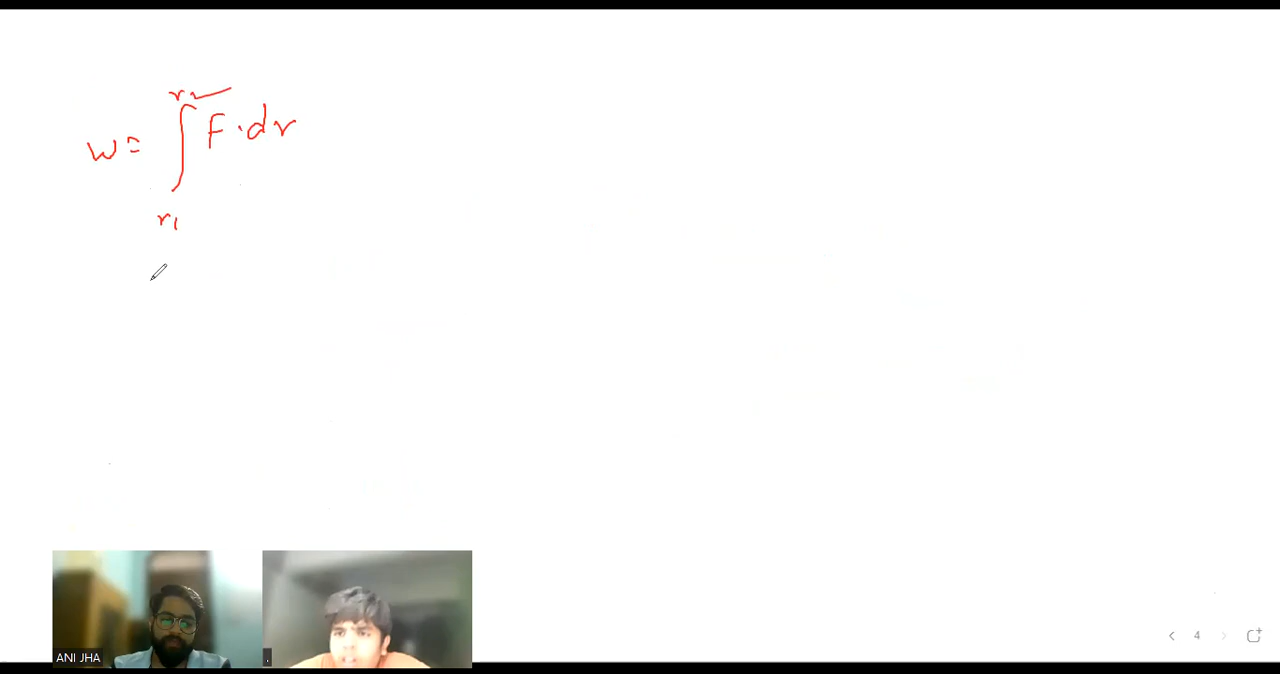 r2
w = ∫ F · dr
r1
ANI JHA
.
4